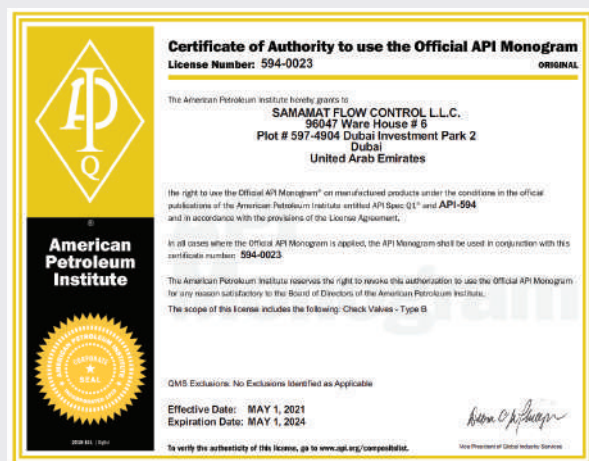 Certificate of Authority to use the Official API Monogram
License Number: 594-0023
ORIGINAL
The American Petroleum Institute hereby grants to
SAMAMAT FLOW CONTROL L.L.C.
96047 Ware House # 6
Plot # 597-4904 Dubai Investment Park 2
Dubai
United Arab Emirates
the right to use the Official API Monogram® on manufactured products under the conditions in the official
publications of the American Petroleum Institute entitled API Spec Q1® and API-594
and in accordance with the provisions of the License Agreement.
In all cases where the Official API Monogram is applied, the API Monogram shall be used in conjunction with this
certificate number: 594-0023
The American Petroleum Institute reserves the right to revoke this authorization to use the Official API Monogram
for any reason satisfactory to the Board of Directors of the American Petroleum Institute.
The scope of this license includes the following: Check Valves - Type B
QMS Exclusions: No Exclusions Identified as Applicable
Effective Date: MAY 1, 2021
Expiration Date: MAY 1, 2024
To verify the authenticity of this license, go to www.api.org/compositelist.
Vice President of Global Industry Services
API
Q
®
American
Petroleum
Institute
AMERICAN PETROLEUM INSTITUTE
CORPORATE
SEAL